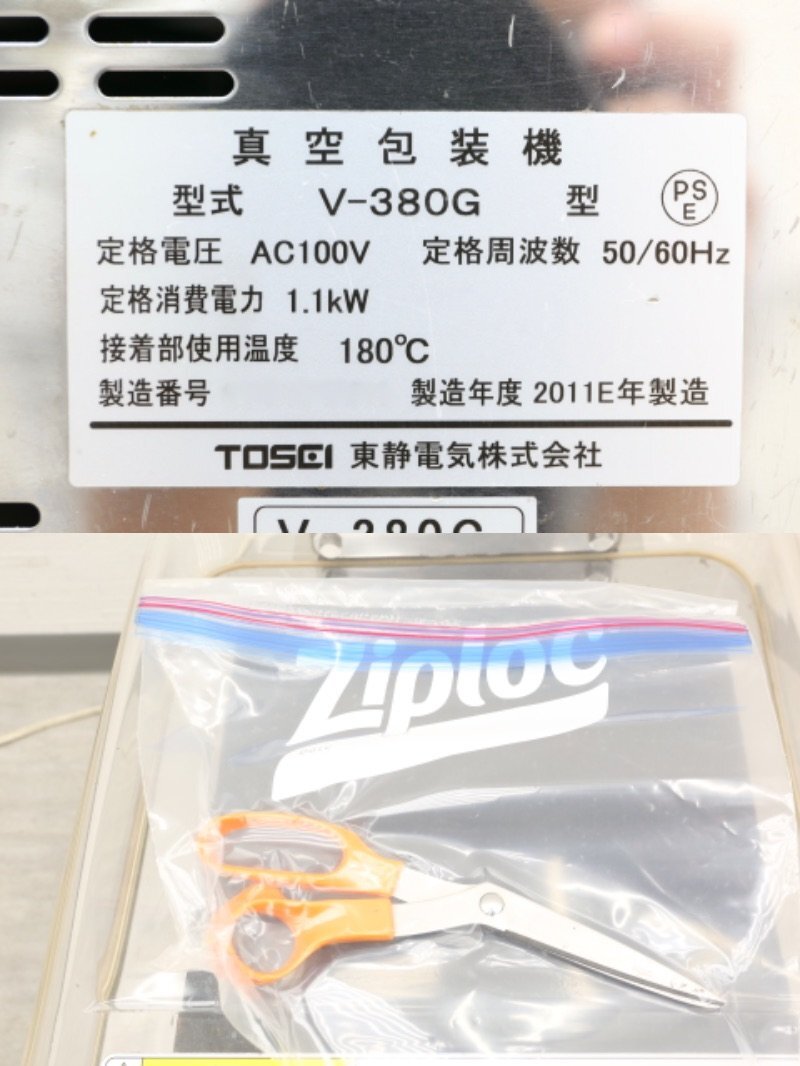 真空包装機
型式 V-380G 型 PSE
定格電圧 AC100V 定格周波数 50/60Hz
定格消費電力 1.1kW
接着部使用温度 180℃
製造番号 製造年度 2011E年製造
TOSEI 東静電気株式会社
V-380G
Ziploc